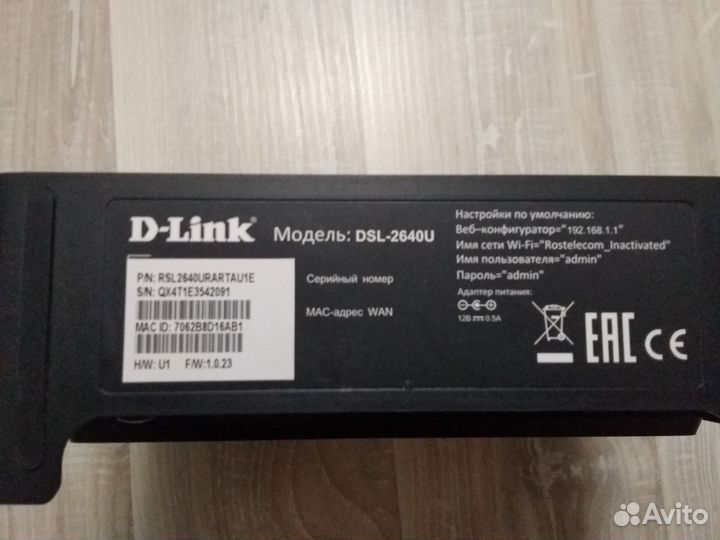 D-Link Модель: DSL-2640U
P/N: RSL2640URARTAU1E
S/N: QX4T1E3542091
MAC ID: 7062B8D16AB1
H/W: U1 F/W:1.0.23
Серийный номер
MAC-адрес WAN
Настройки по умолчанию:
Веб–конфигуратор="192.168.1.1"
Имя сети Wi-Fi="Rostelecom_Inactivated"
Имя пользователя="admin"
Пароль="admin"
Адаптер питания:
12В 0.5А
EAC CE
Avito